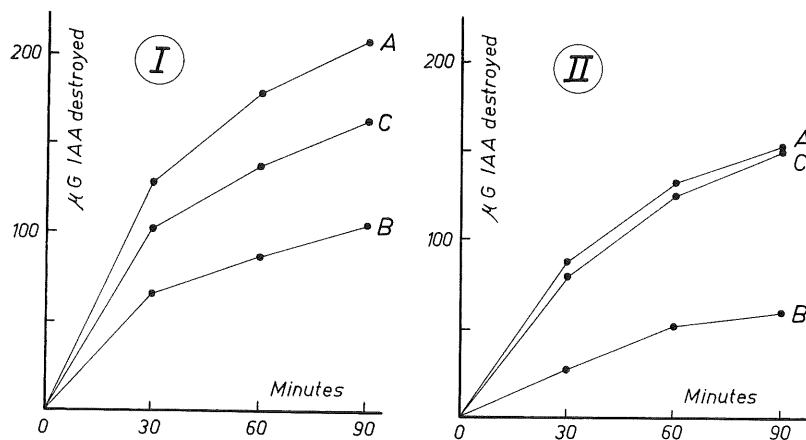 I
μG IAA destroyed
200
100
A
C
B
Minutes
0
30
60
90
II
μG IAA destroyed
200
100
A
C
B
Minutes
0
30
60
90